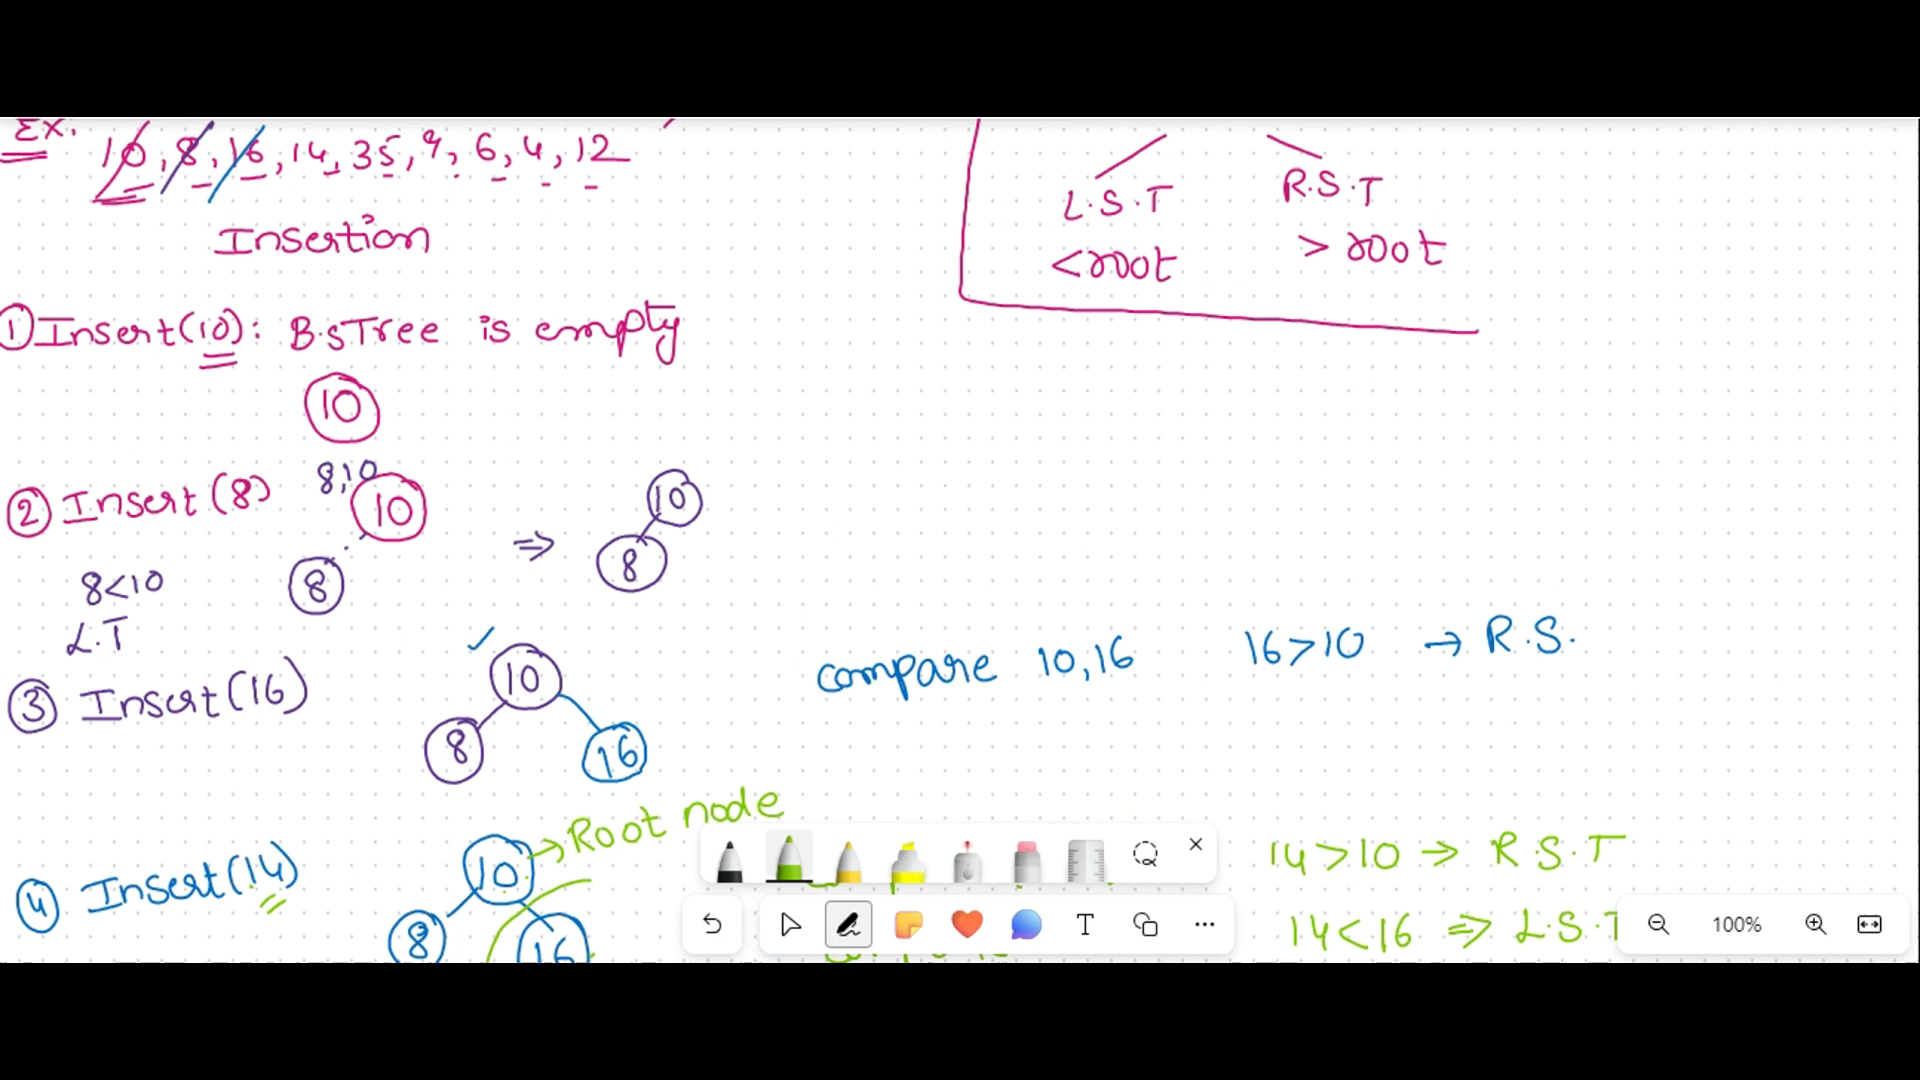 Ex. 10, 8, 16, 14, 35, 9, 6, 4, 12
Insertion
L.S.T R.S.T
<root > root
① Insert(10): B.STree is empty
10
② Insert(8) 8,10 10 ⇒ 10
8 8
8<10
L.T
③ Insert(16) 10 compare 10,16 16>10 → R.S.
8 16
④ Insert(14) 10 → Root node 14>10 → R.S.T
8 16 14<16 ⇒ L.S.T
T
100%